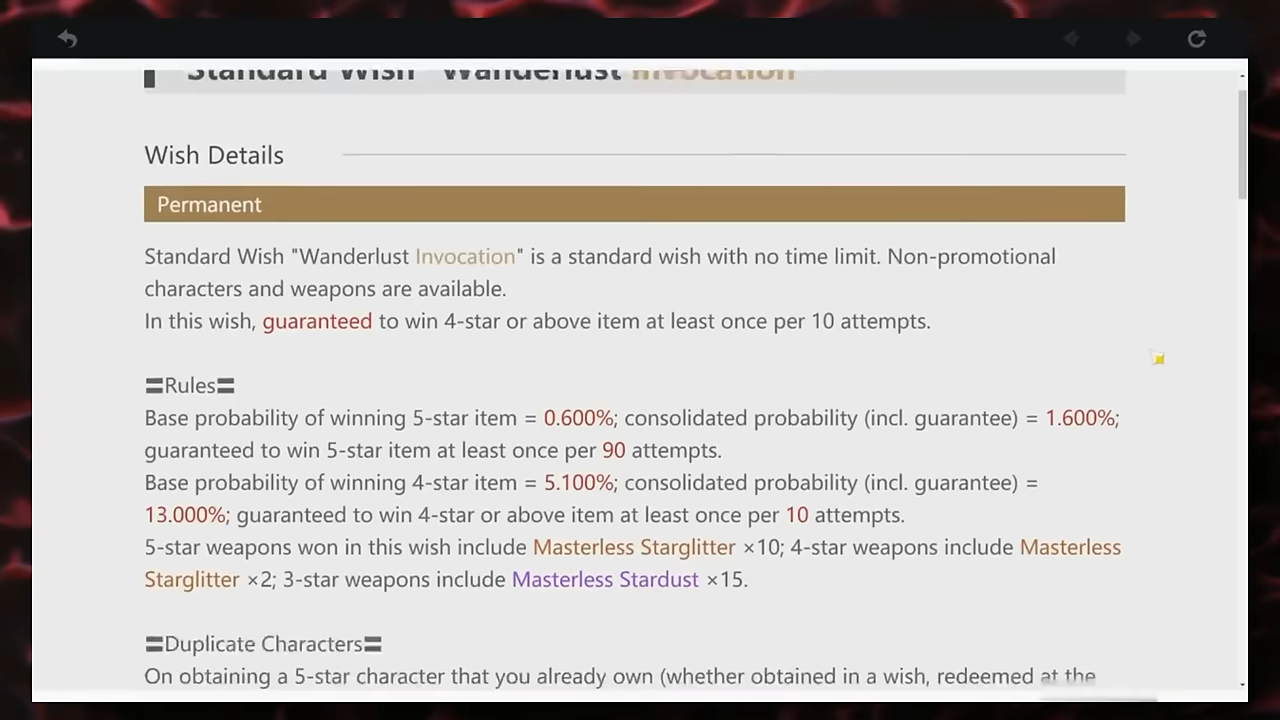 Standard Wish "Wanderlust Invocation
Wish Details
Permanent
Standard Wish "Wanderlust Invocation" is a standard wish with no time limit. Non-promotional
characters and weapons are available.
In this wish, guaranteed to win 4-star or above item at least once per 10 attempts.
〓Rules〓
Base probability of winning 5-star item = 0.600%; consolidated probability (incl. guarantee) = 1.600%;
guaranteed to win 5-star item at least once per 90 attempts.
Base probability of winning 4-star item = 5.100%; consolidated probability (incl. guarantee) =
13.000%; guaranteed to win 4-star or above item at least once per 10 attempts.
5-star weapons won in this wish include Masterless Starglitter ×10; 4-star weapons include Masterless
Starglitter ×2; 3-star weapons include Masterless Stardust ×15.
〓Duplicate Characters〓
On obtaining a 5-star character that you already own (whether obtained in a wish, redeemed at the